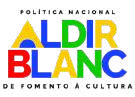 POLÍTICA NACIONAL
ALDIR
BLANC
DE FOMENTO À CULTURA